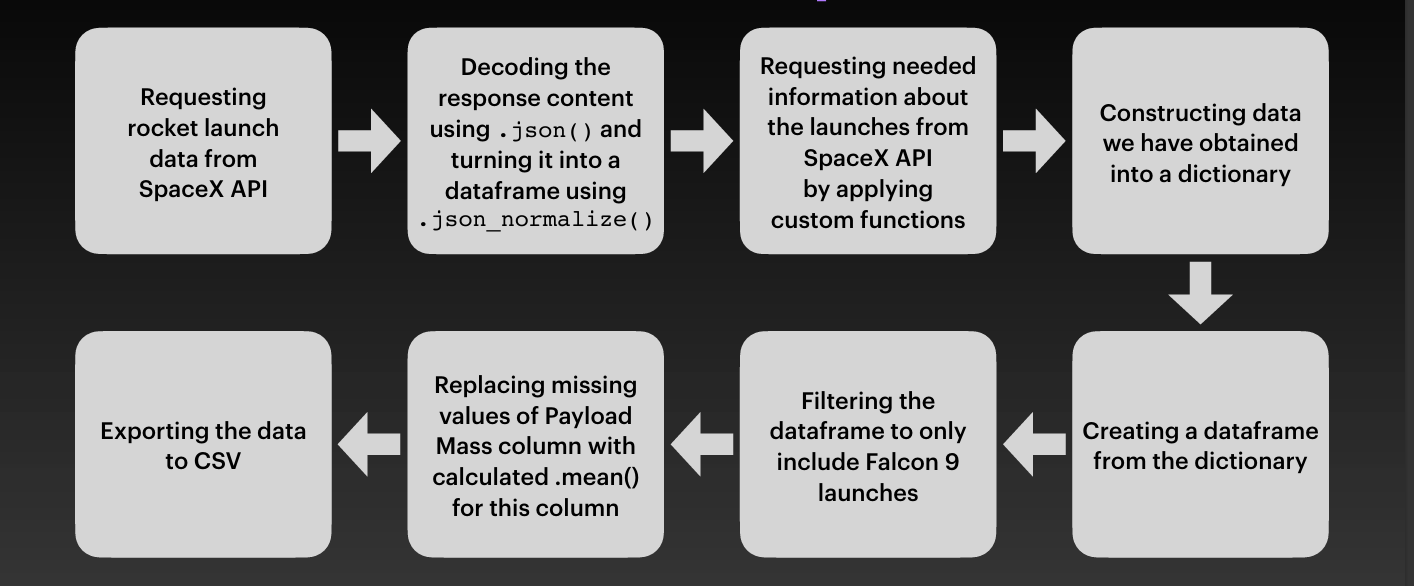 Requesting
rocket launch
data from
SpaceX API
Decoding the
response content
using .json() and
turning it into a
dataframe using
.json_normalize()
Requesting needed
information about
the launches from
SpaceX API
by applying
custom functions
Constructing data
we have obtained
into a dictionary
Creating a dataframe
from the dictionary
Filtering the
dataframe to only
include Falcon 9
launches
Replacing missing
values of Payload
Mass column with
calculated .mean()
for this column
Exporting the data
to CSV